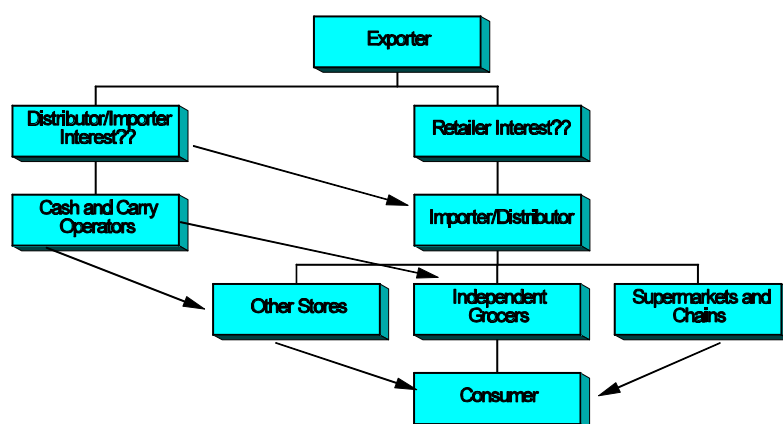 Exporter
Distributor/Importer
Interest??
Retailer Interest??
Cash and Carry
Operators
Importer/Distributor
Other Stores
Independent
Grocers
Supermarkets and
Chains
Consumer